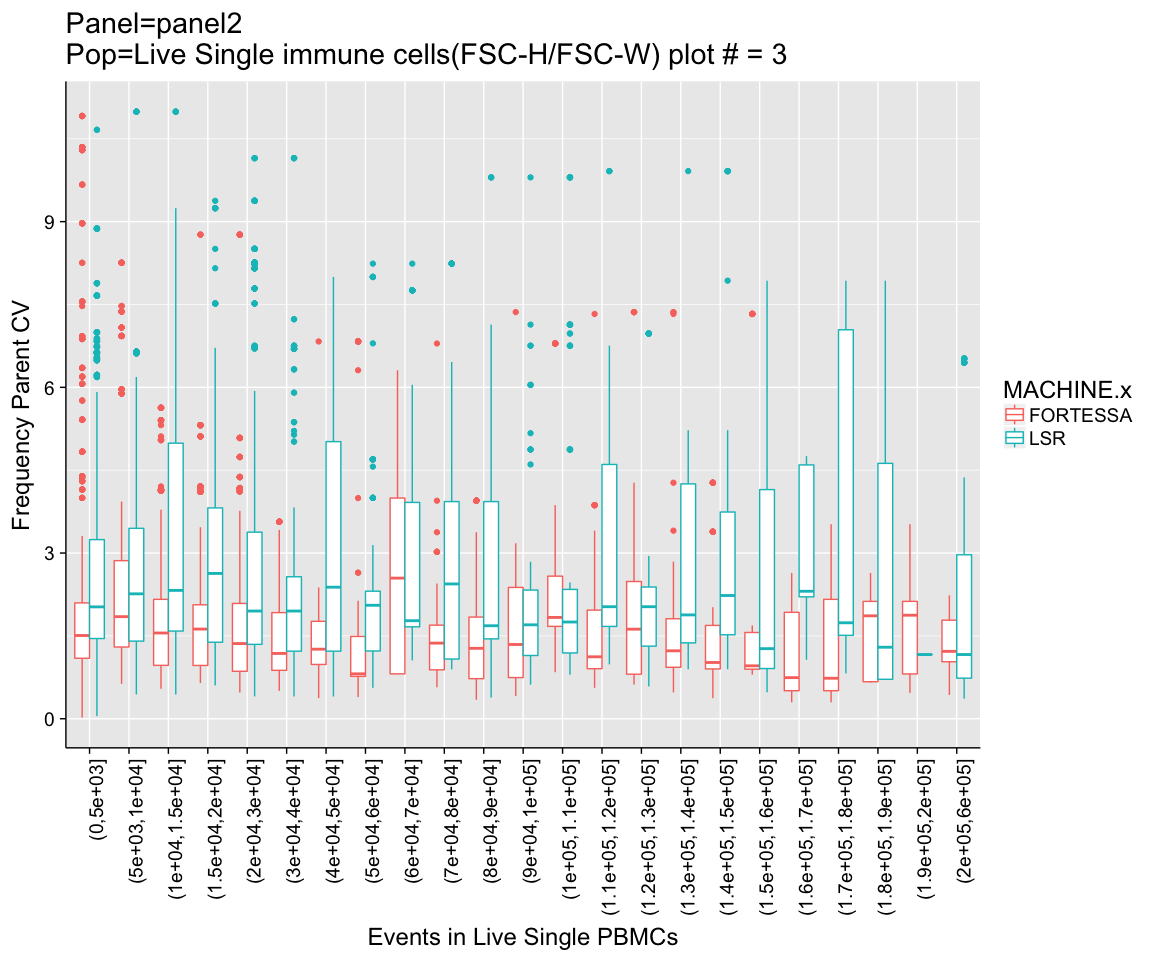 Panel=panel2
Pop=Live Single immune cells(FSC-H/FSC-W) plot # = 3
Frequency Parent CV
9
6
3
0
(0,5e+03]
(5e+03,1e+04]
(1e+04,1.5e+04]
(1.5e+04,2e+04]
(2e+04,3e+04]
(3e+04,4e+04]
(4e+04,5e+04]
(5e+04,6e+04]
(6e+04,7e+04]
(7e+04,8e+04]
(8e+04,9e+04]
(9e+04,1e+05]
(1e+05,1.1e+05]
(1.1e+05,1.2e+05]
(1.2e+05,1.3e+05]
(1.3e+05,1.4e+05]
(1.4e+05,1.5e+05]
(1.5e+05,1.6e+05]
(1.6e+05,1.7e+05]
(1.7e+05,1.8e+05]
(1.8e+05,1.9e+05]
(1.9e+05,2e+05]
(2e+05,6e+05]
Events in Live Single PBMCs
MACHINE.x
FORTESSA
LSR